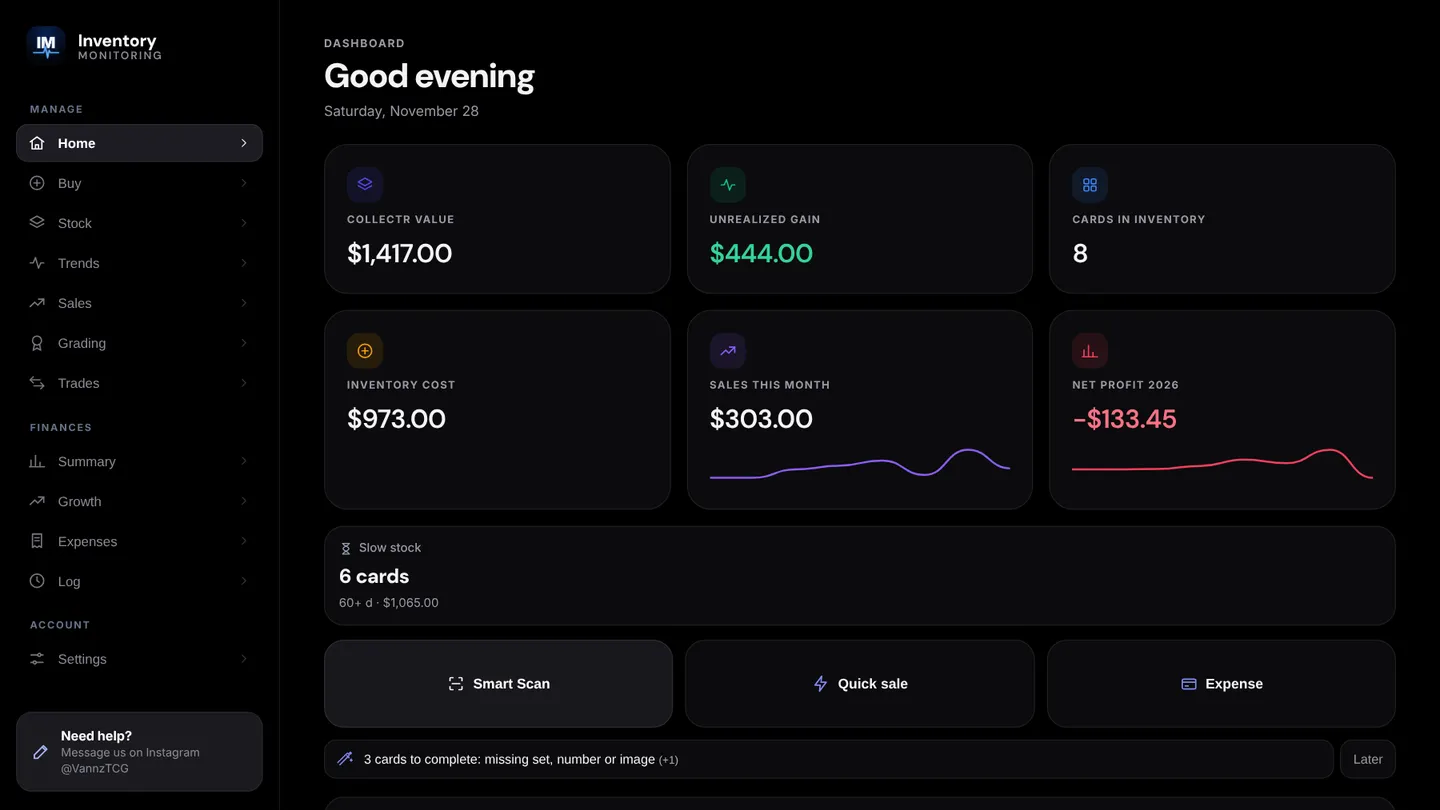 IM
Inventory
MONITORING
MANAGE
Home
Buy
Stock
Trends
Sales
Grading
Trades
FINANCES
Summary
Growth
Expenses
Log
ACCOUNT
Settings
Need help?
Message us on Instagram
@VannzTCG
DASHBOARD
Good evening
Saturday, November 28
COLLECTR VALUE
$1,417.00
UNREALIZED GAIN
$444.00
CARDS IN INVENTORY
8
INVENTORY COST
$973.00
SALES THIS MONTH
$303.00
NET PROFIT 2026
−$133.45
Slow stock
6 cards
60+ d · $1,065.00
Smart Scan
Quick sale
Expense
3 cards to complete: missing set, number or image (+1)
Later